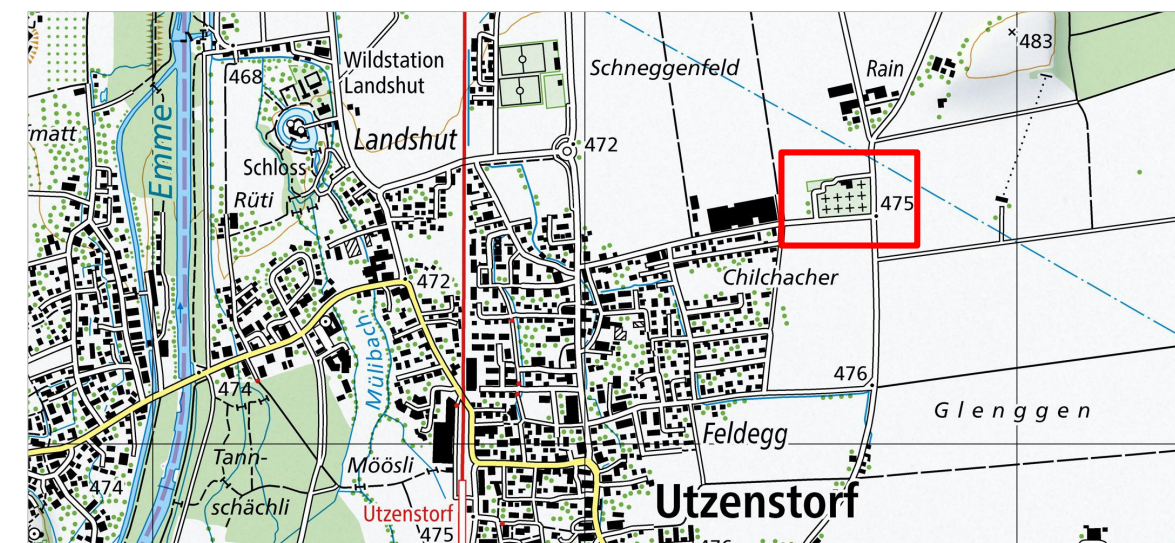 483
Schneggenfeld
Rain
Wildstation
Landshut
468
Emme
matt
Landshut
472
Schloss
Rüti
475
Chilchacher
472
Mülibach
476
474
Glenggen
Feldegg
Tann-
schächli
Möösli
474
Utzenstorf
Utzenstorf
475
476